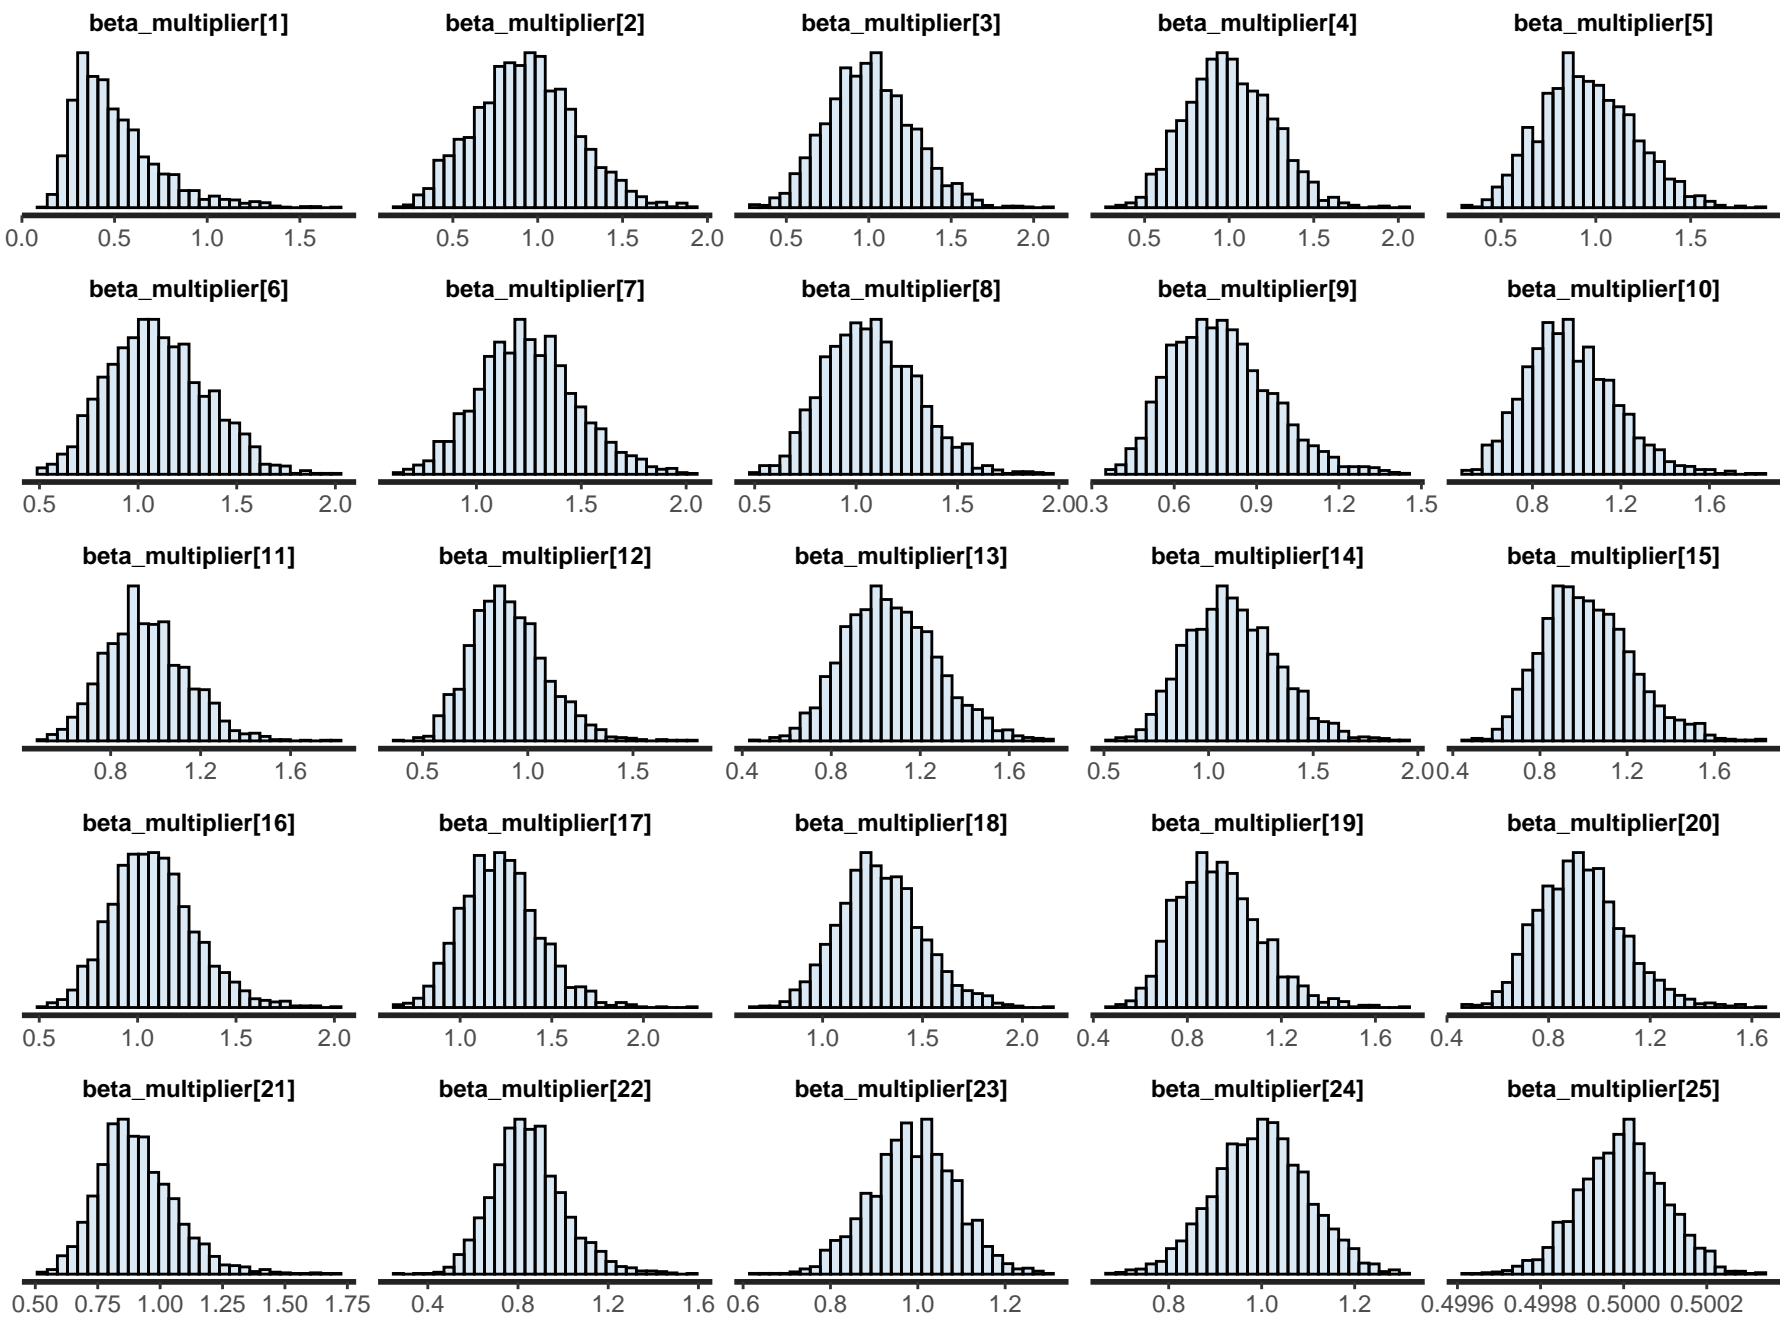 beta_multiplier[1] beta_multiplier[2] beta_multiplier[3] beta_multiplier[4] beta_multiplier[5]
0.0 0.5 1.0 1.5 0.5 1.0 1.5 2.0 0.5 1.0 1.5 2.0 0.5 1.0 1.5 2.0 0.5 1.0 1.5
beta_multiplier[6] beta_multiplier[7] beta_multiplier[8] beta_multiplier[9] beta_multiplier[10]
0.5 1.0 1.5 2.0 1.0 1.5 2.0 0.5 1.0 1.5 2.0 0.3 0.6 0.9 1.2 1.5 0.8 1.2 1.6
beta_multiplier[11] beta_multiplier[12] beta_multiplier[13] beta_multiplier[14] beta_multiplier[15]
0.8 1.2 1.6 0.5 1.0 1.5 0.4 0.8 1.2 1.6 0.5 1.0 1.5 2.0 0.4 0.8 1.2 1.6
beta_multiplier[16] beta_multiplier[17] beta_multiplier[18] beta_multiplier[19] beta_multiplier[20]
0.5 1.0 1.5 2.0 1.0 1.5 2.0 1.0 1.5 2.0 0.4 0.8 1.2 1.6 0.4 0.8 1.2 1.6
beta_multiplier[21] beta_multiplier[22] beta_multiplier[23] beta_multiplier[24] beta_multiplier[25]
0.50 0.75 1.00 1.25 1.50 1.75 0.4 0.8 1.2 1.6 0.6 0.8 1.0 1.2 0.8 1.0 1.2 0.4996 0.4998 0.5000 0.5002